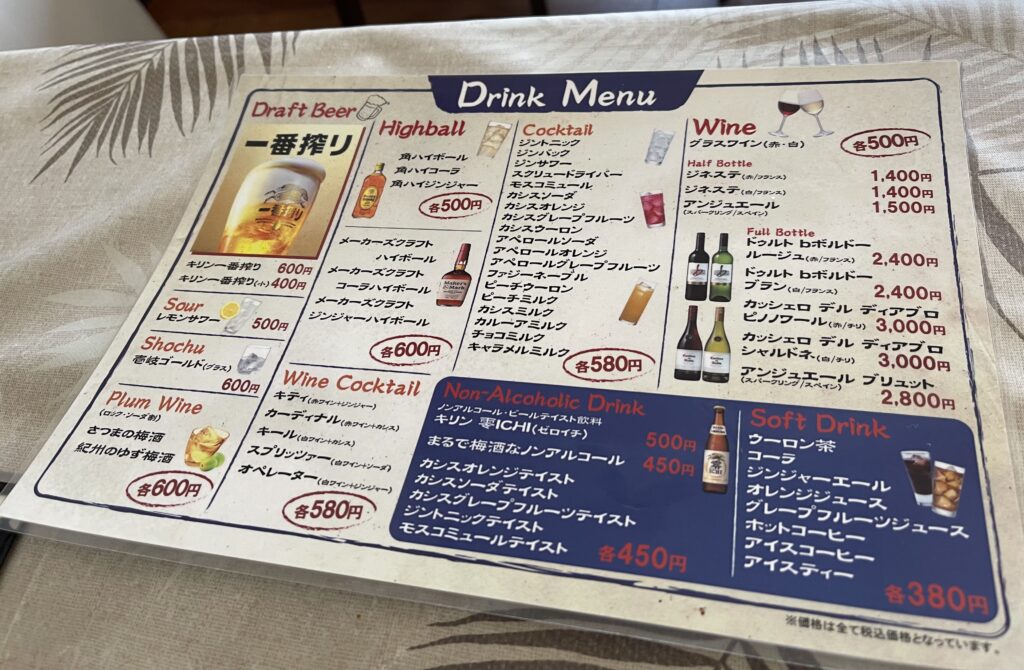 Drink Menu
Draft Beer
一番搾り
一番搾り
キリン一番搾り 600円
キリン一番搾り(小) 400円
Sour
レモンサワー 500円
Shochu
壱岐ゴールド(グラス)
600円
Plum Wine
(ロック・ソーダ割)
さつまの梅酒
紀州のゆず梅酒
各600円
Highball
角ハイボール
角ハイコーラ
角ハイジンジャー
各500円
メーカーズクラフト
ハイボール
メーカーズクラフト
コーラハイボール
メーカーズクラフト
ジンジャーハイボール
Maker's
Mark
各600円
Wine Cocktail
キティ(赤ワイン+ジンジャー)
カーディナル(赤ワイン+カシス)
キール(白ワイン+カシス)
スプリッツァー(白ワイン+ソーダ)
オペレーター(白ワイン+ジンジャー)
各580円
Cocktail
ジントニック
ジンバック
ジンサワー
スクリュードライバー
モスコミュール
カシスソーダ
カシスオレンジ
カシスグレープフルーツ
カシスウーロン
アペロールソーダ
アペロールオレンジ
アペロールグレープフルーツ
ファジーネーブル
ピーチウーロン
ピーチミルク
カシスミルク
カルーアミルク
チョコミルク
キャラメルミルク
各580円
Wine
グラスワイン(赤・白) 各500円
Half Bottle
ジネステ(赤/フランス) 1,400円
ジネステ(白/フランス) 1,400円
アンジュエール 1,500円
(スパークリング/スペイン)
Full Bottle
ドゥルト bボルドー
ルージュ(赤/フランス) 2,400円
ドゥルト bボルドー
ブラン(白/フランス) 2,400円
カッシェロ デル ディアブロ
ピノノワール(赤/チリ) 3,000円
カッシェロ デル ディアブロ
シャルドネ(白/チリ) 3,000円
アンジュエール ブリュット
(スパークリング/スペイン) 2,800円
Non-Alcoholic Drink
ノンアルコール・ビールテイスト飲料
キリン 零ICHI(ゼロイチ) 500円
まるで梅酒なノンアルコール 450円
カシスオレンジテイスト
カシスソーダテイスト
カシスグレープフルーツテイスト
ジントニックテイスト
モスコミュールテイスト
各450円
零
ICHI
Soft Drink
ウーロン茶
コーラ
ジンジャーエール
オレンジジュース
グレープフルーツジュース
ホットコーヒー
アイスコーヒー
アイスティー
各380円
※価格は全て税込価格となっています。